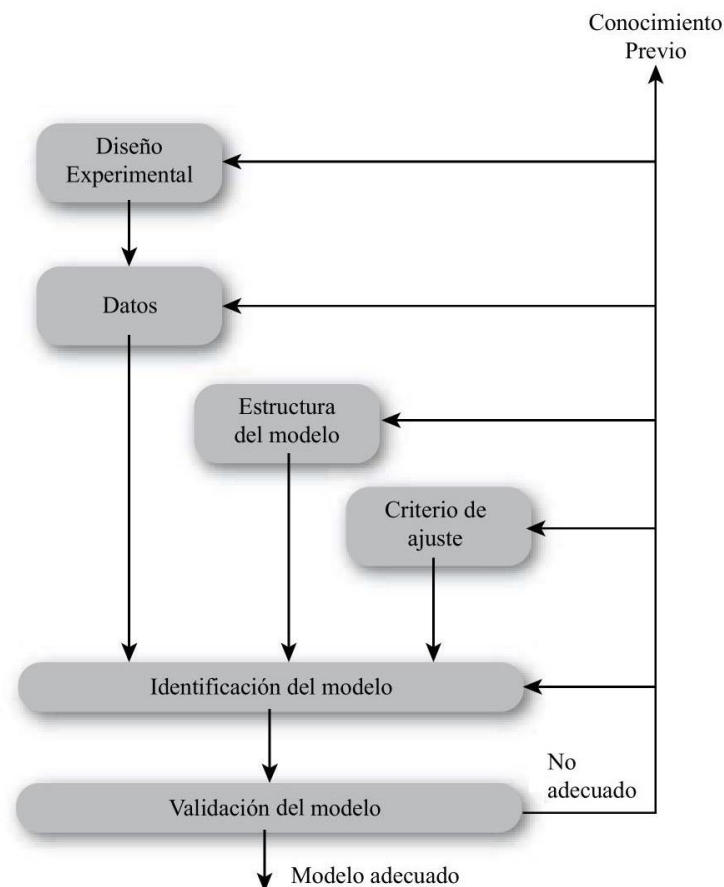 Conocimiento
Previo
Diseño
Experimental
Datos
Estructura
del modelo
Criterio de
ajuste
Identificación del modelo
No
adecuado
Validación del modelo
Modelo adecuado